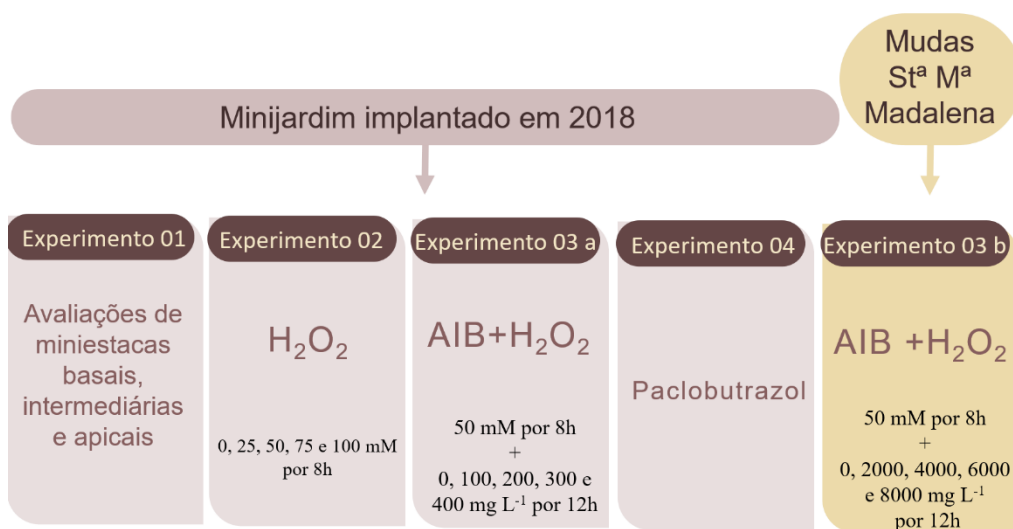 Mudas
Stª Mª
Madalena
Minijardim implantado em 2018
Experimento 01
Avaliações de
miniestacas
basais,
intermediárias
e apicais
Experimento 02
H₂O₂
0, 25, 50, 75 e 100 mM
por 8h
Experimento 03 a
AIB+H₂O₂
50 mM por 8h
+
0, 100, 200, 300 e
400 mg L⁻¹ por 12h
Experimento 04
Paclobutrazol
Experimento 03 b
AIB +H₂O₂
50 mM por 8h
+
0, 2000, 4000, 6000
e 8000 mg L⁻¹
por 12h